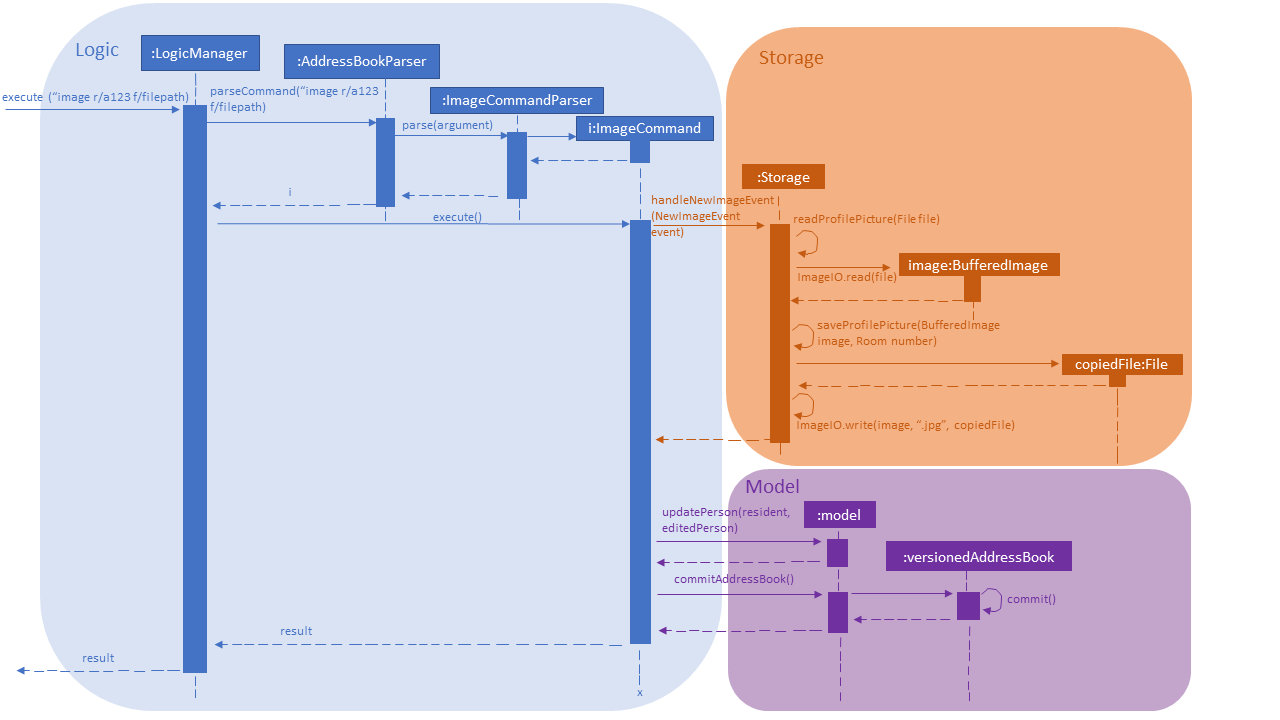 Logic
:LogicManager
:AddressBookParser
:ImageCommandParser
i:ImageCommand
execute (“image r/a123 f/filepath)
parseCommand(“image r/a123
f/filepath)
parse(argument)
i
execute()
Storage
:Storage
handleNewImageEvent
(NewImageEvent
event)
readProfilePicture(File file)
image:BufferedImage
ImageIO.read(file)
saveProfilePicture(BufferedImage
image, Room number)
copiedFile:File
ImageIO.write(image, “.jpg”, copiedFile)
Model
:model
updatePerson(resident,
editedPerson)
:versionedAddressBook
commitAddressBook()
commit()
result
result
x